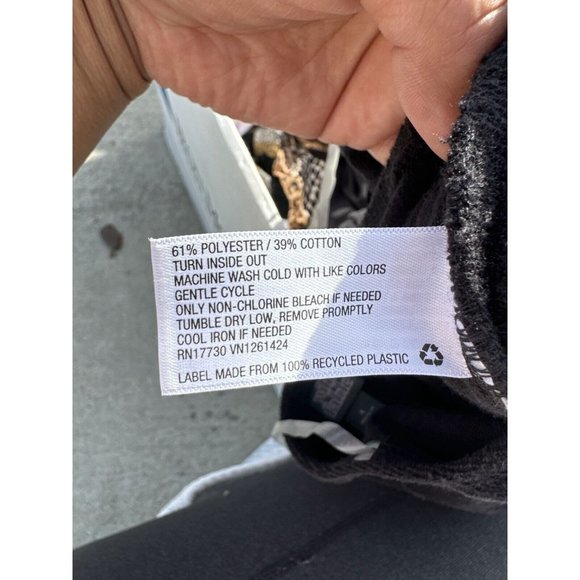 61% POLYESTER / 39% COTTON
TURN INSIDE OUT
MACHINE WASH COLD WITH LIKE COLORS
GENTLE CYCLE
ONLY NON-CHLORINE BLEACH IF NEEDED
TUMBLE DRY LOW, REMOVE PROMPTLY
COOL IRON IF NEEDED
RN17730 VN1261424
LABEL MADE FROM 100% RECYCLED PLASTIC